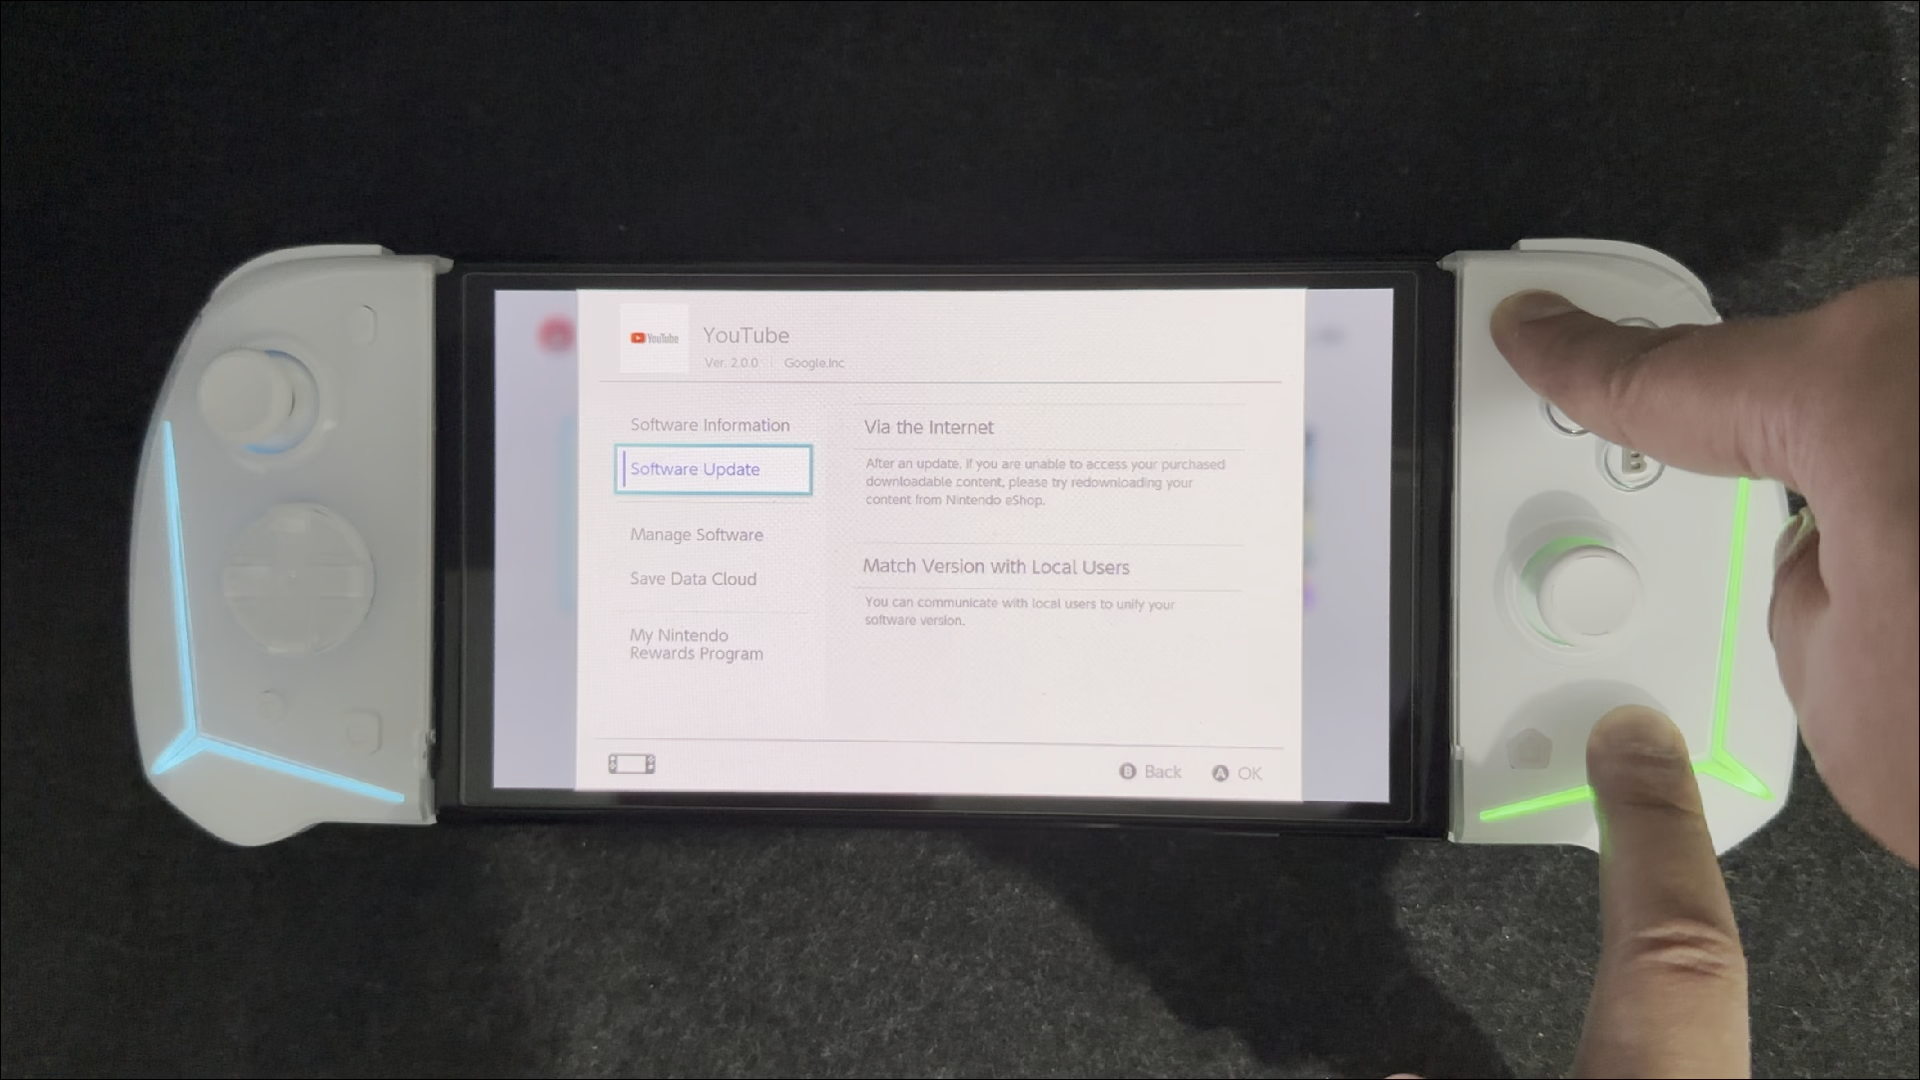 YouTube
YouTube
Ver. 2.0.0 Google,Inc
Software Information
Software Update
Manage Software
Save Data Cloud
My Nintendo
Rewards Program
Via the Internet
After an update, if you are unable to access your purchased
downloadable content, please try redownloading your
content from Nintendo eShop.
Match Version with Local Users
You can communicate with local users to unify your
software version.
B Back A OK
B